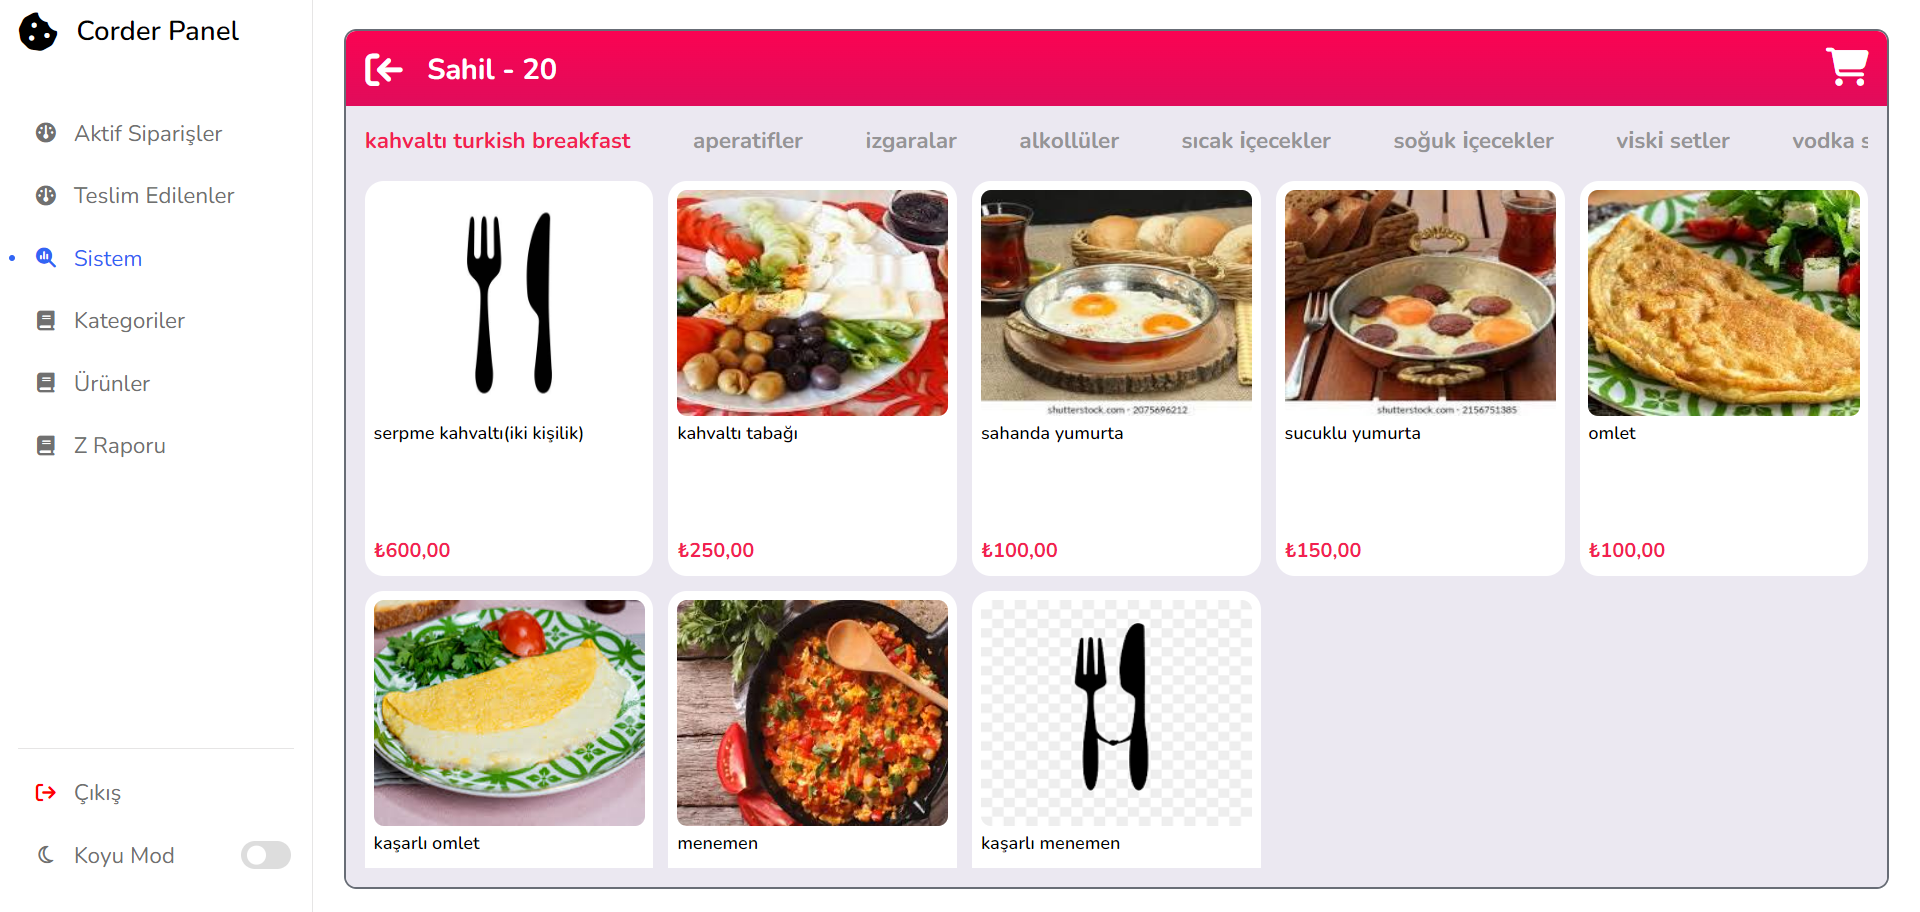 Corder Panel
Aktif Siparişler
Teslim Edilenler
Sistem
Kategoriler
Ürünler
Z Raporu
Çıkış
Koyu Mod
Sahil - 20
kahvaltı turkish breakfast aperatifler izgaralar alkollüler sıcak içecekler soğuk içecekler viski setler vodka s
shutterstock.com · 2075696212
shutterstock.com · 2156751385
serpme kahvaltı(iki kişilik) kahvaltı tabağı sahanda yumurta sucuklu yumurta omlet
₺600,00 ₺250,00 ₺100,00 ₺150,00 ₺100,00
kaşarlı omlet menemen kaşarlı menemen